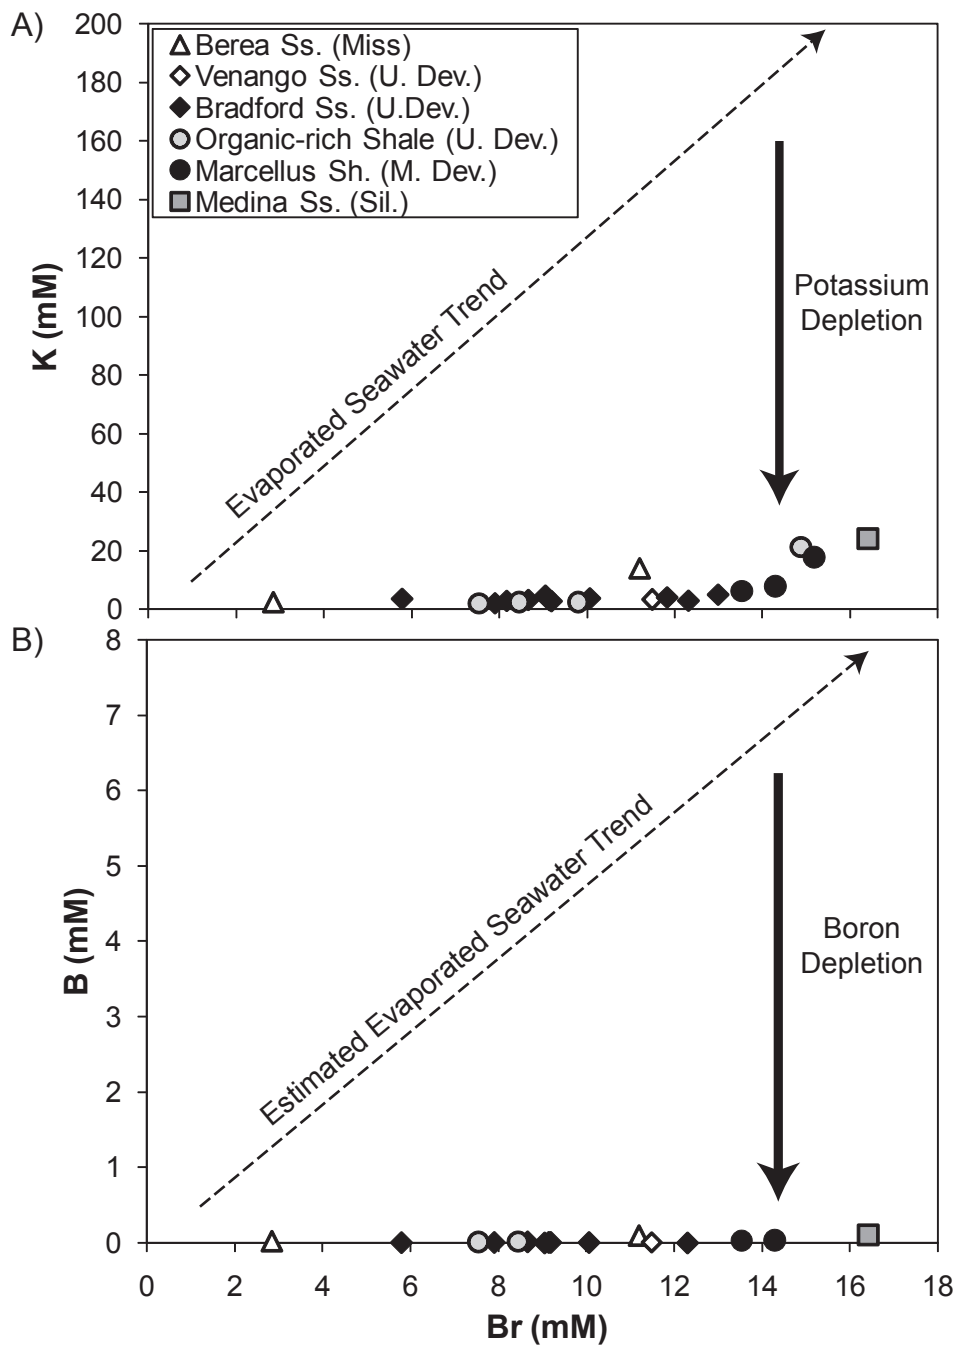 A)
200
180
160
140
120
100
80
60
40
20
0
K (mM)
Berea Ss. (Miss)
Venango Ss. (U. Dev.)
Bradford Ss. (U.Dev.)
Organic-rich Shale (U. Dev.)
Marcellus Sh. (M. Dev.)
Medina Ss. (Sil.)
Evaporated Seawater Trend
Potassium
Depletion
B)
8
7
6
5
4
3
2
1
0
B (mM)
Estimated Evaporated Seawater Trend
Boron
Depletion
0 2 4 6 8 10 12 14 16 18
Br (mM)